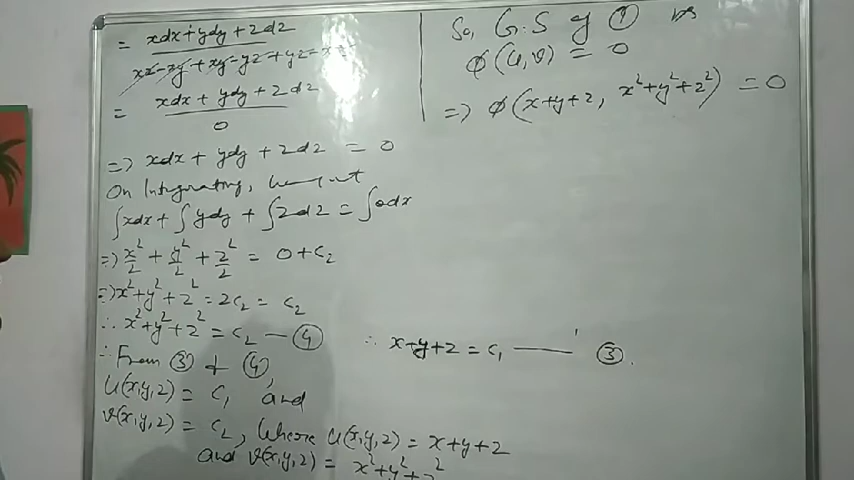 = xdx+ydy+zdz
xz-xy+xy-yz+yz-xz
= xdx+ydy+zdz
0
=> xdx+ydy+zdz = 0
On Integrating, we get
∫xdx+∫ydy+∫zdz = ∫0dx
=> x²/2 + y²/2 + z²/2 = 0+C₂
=> x²+y²+z² = 2C₂ = C₂
∴ x²+y²+z² = C₂ — ④
∴ From ③ & ④,
u(x,y,z) = C₁ and
v(x,y,z) = C₂, Where u(x,y,z) = x+y+z
and v(x,y,z) = x²+y²+z²
∴ x+y+z = C₁ — ③.
So, G.S of ① is
φ(u,v) = 0
=> φ(x+y+z, x²+y²+z²) = 0